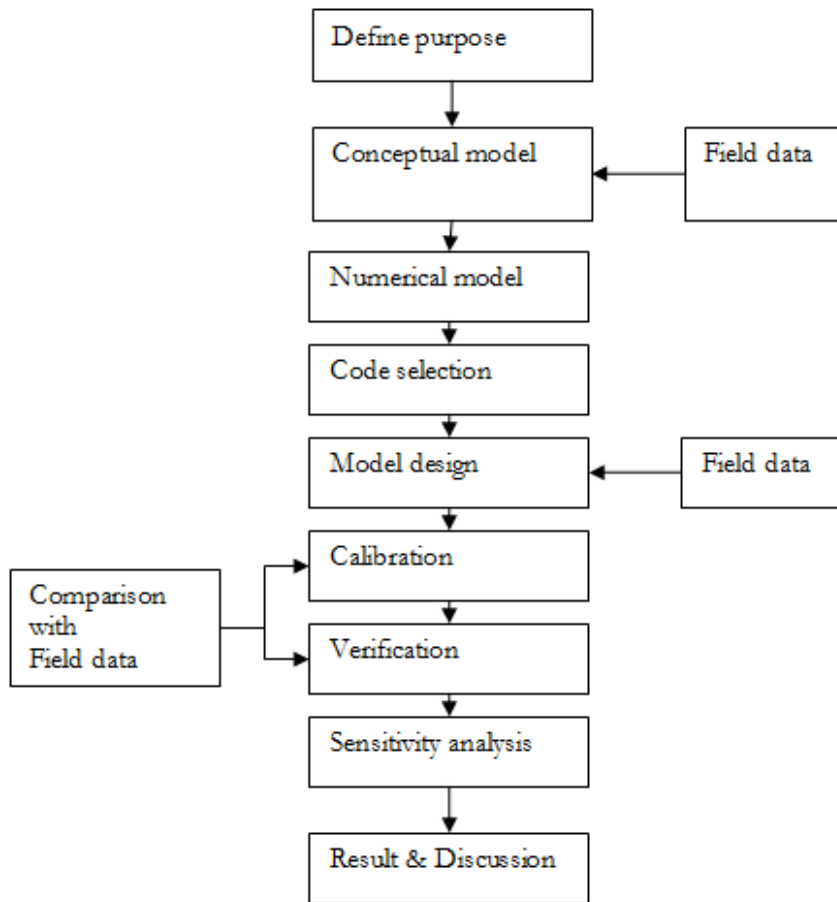 Define purpose
Conceptual model
Field data
Numerical model
Code selection
Model design
Field data
Calibration
Comparison
with
Field data
Verification
Sensitivity analysis
Result & Discussion